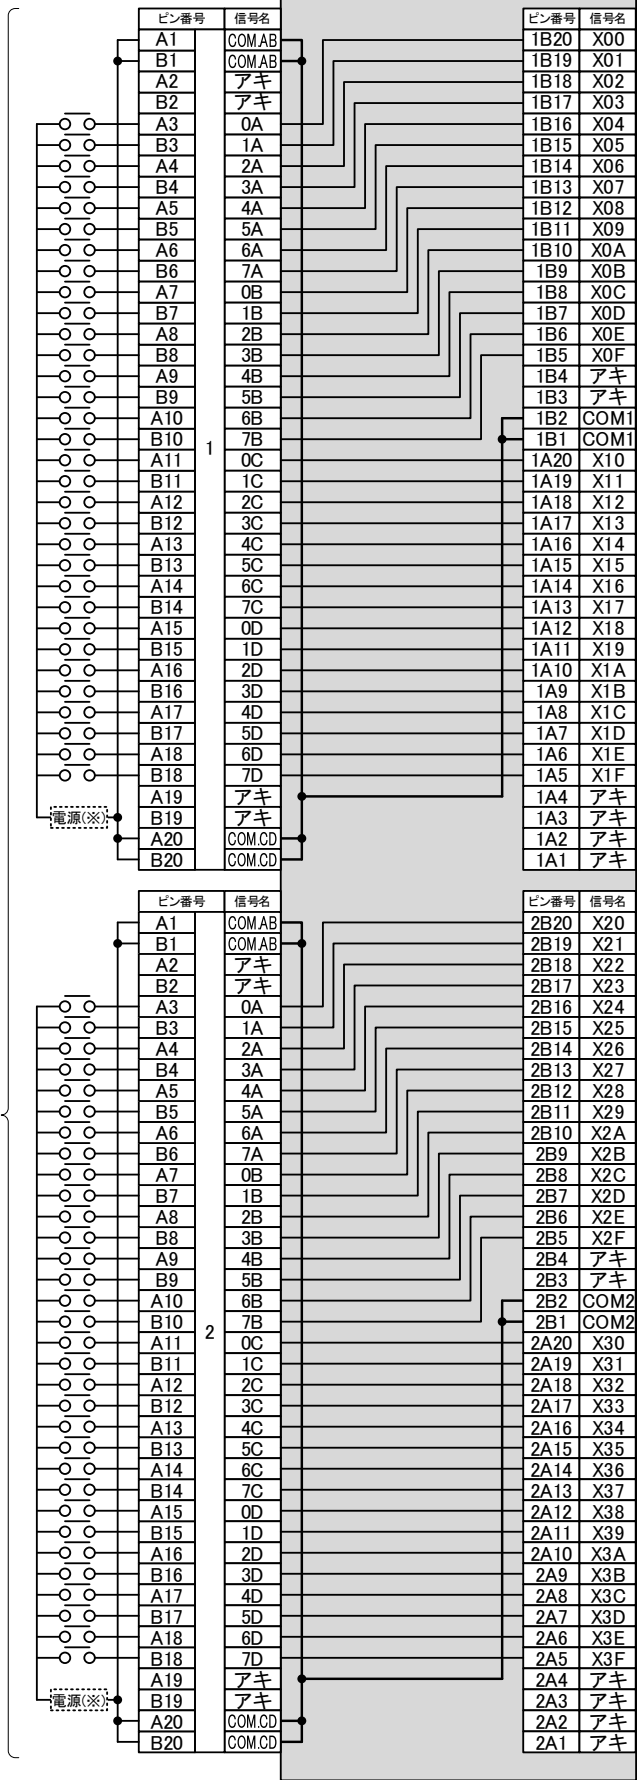 ピン番号 信号名 ピン番号 信号名
A1 COM.AB 1B20 X00
B1 COM.AB 1B19 X01
A2 アキ 1B18 X02
B2 アキ 1B17 X03
A3 0A 1B16 X04
B3 1A 1B15 X05
A4 2A 1B14 X06
B4 3A 1B13 X07
A5 4A 1B12 X08
B5 5A 1B11 X09
A6 6A 1B10 X0A
B6 7A 1B9 X0B
A7 0B 1B8 X0C
B7 1B 1B7 X0D
A8 2B 1B6 X0E
B8 3B 1B5 X0F
A9 4B 1B4 アキ
B9 5B 1B3 アキ
A10 6B 1B2 COM1
B10 7B 1B1 COM1
1
A11 0C 1A20 X10
B11 1C 1A19 X11
A12 2C 1A18 X12
B12 3C 1A17 X13
A13 4C 1A16 X14
B13 5C 1A15 X15
A14 6C 1A14 X16
B14 7C 1A13 X17
A15 0D 1A12 X18
B15 1D 1A11 X19
A16 2D 1A10 X1A
B16 3D 1A9 X1B
A17 4D 1A8 X1C
B17 5D 1A7 X1D
A18 6D 1A6 X1E
B18 7D 1A5 X1F
A19 アキ 1A4 アキ
電源(※) B19 アキ 1A3 アキ
A20 COM.CD 1A2 アキ
B20 COM.CD 1A1 アキ
ピン番号 信号名 ピン番号 信号名
A1 COM.AB 2B20 X20
B1 COM.AB 2B19 X21
A2 アキ 2B18 X22
B2 アキ 2B17 X23
A3 0A 2B16 X24
B3 1A 2B15 X25
A4 2A 2B14 X26
B4 3A 2B13 X27
A5 4A 2B12 X28
B5 5A 2B11 X29
A6 6A 2B10 X2A
B6 7A 2B9 X2B
A7 0B 2B8 X2C
B7 1B 2B7 X2D
A8 2B 2B6 X2E
B8 3B 2B5 X2F
A9 4B 2B4 アキ
B9 5B 2B3 アキ
A10 6B 2B2 COM2
B10 7B 2B1 COM2
2
A11 0C 2A20 X30
B11 1C 2A19 X31
A12 2C 2A18 X32
B12 3C 2A17 X33
A13 4C 2A16 X34
B13 5C 2A15 X35
A14 6C 2A14 X36
B14 7C 2A13 X37
A15 0D 2A12 X38
B15 1D 2A11 X39
A16 2D 2A10 X3A
B16 3D 2A9 X3B
A17 4D 2A8 X3C
B17 5D 2A7 X3D
A18 6D 2A6 X3E
B18 7D 2A5 X3F
A19 アキ 2A4 アキ
電源(※) B19 アキ 2A3 アキ
A20 COM.CD 2A2 アキ
B20 COM.CD 2A1 アキ